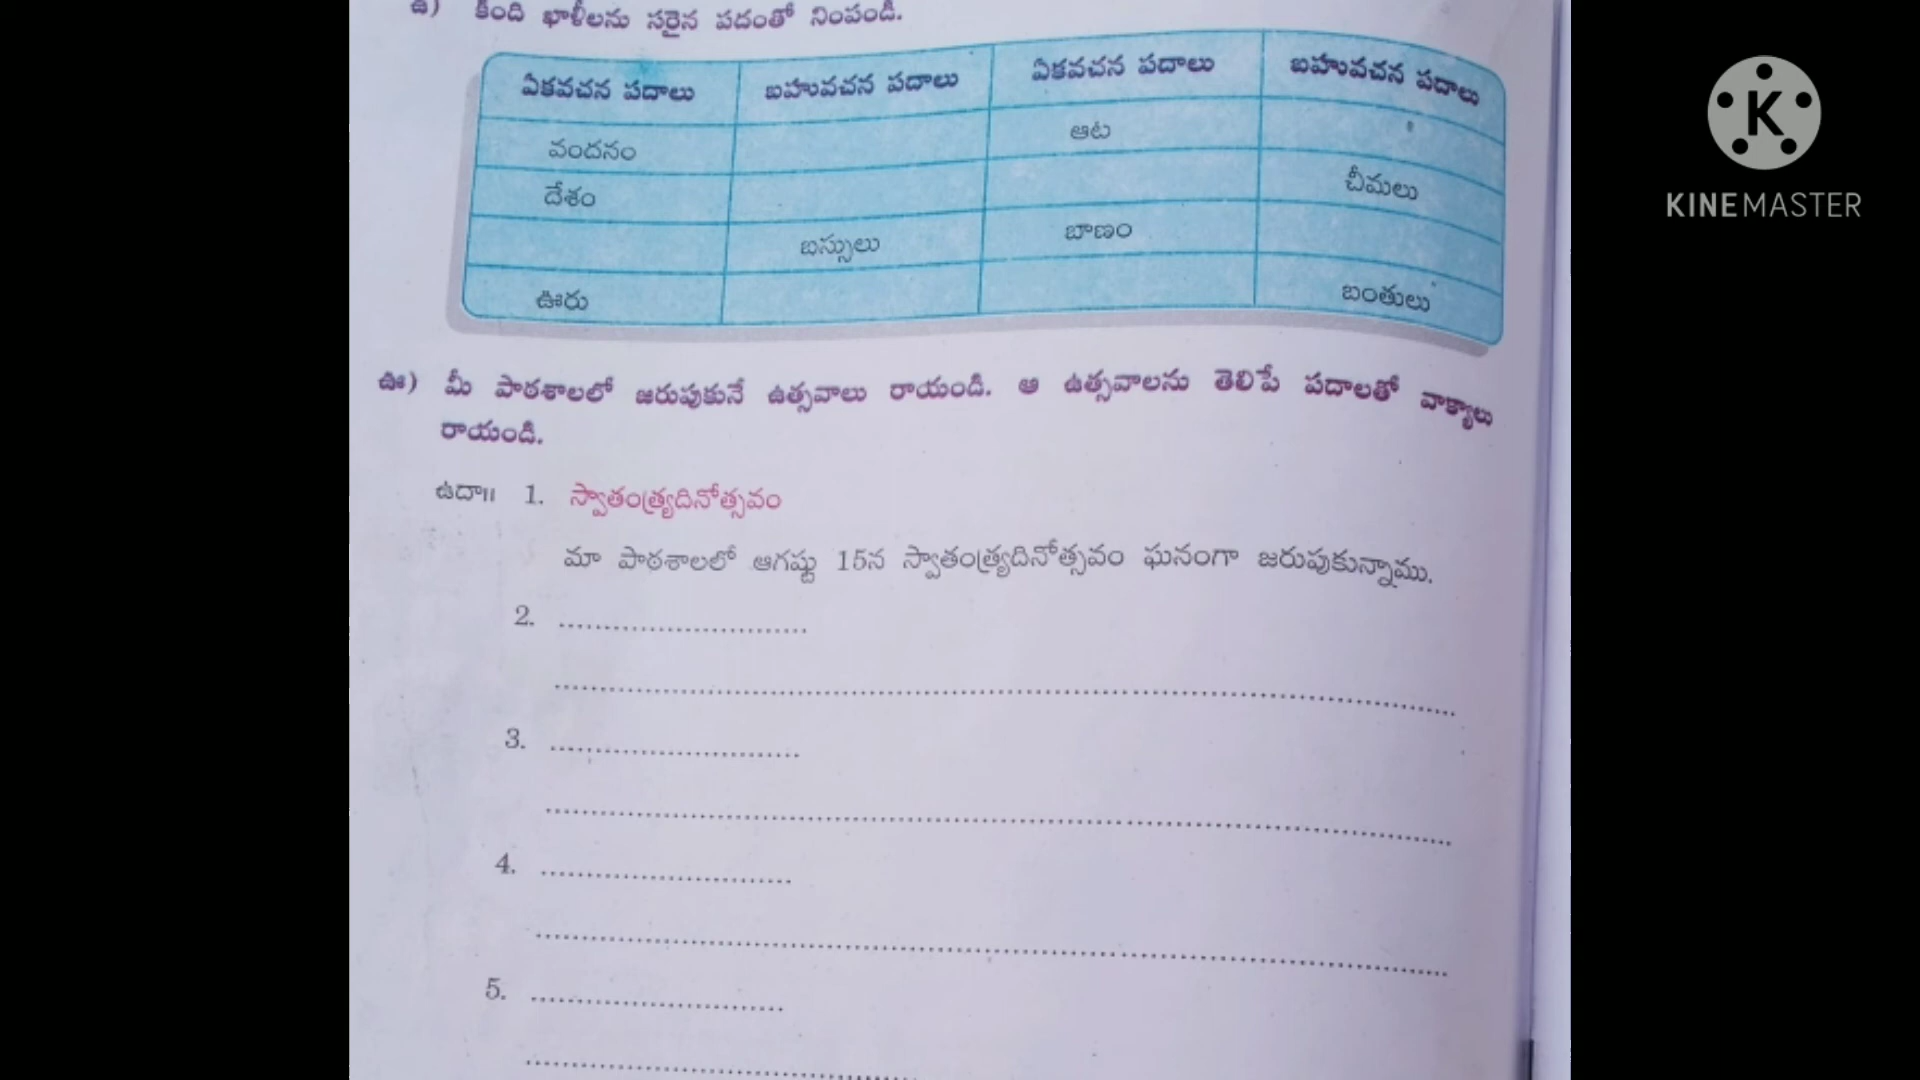 ఉ) కింది ఖాళీలను సరైన పదంతో నింపండి.
ఏకవచన పదాలు బహువచన పదాలు ఏకవచన పదాలు బహువచన పదాలు
వందనం ఆట
దేశం చీమలు
బస్సులు బాణం
ఊరు బంతులు
ఊ) మీ పాఠశాలలో జరుపుకునే ఉత్సవాలు రాయండి. ఆ ఉత్సవాలను తెలిపే పదాలతో వాక్యాలు
రాయండి.
ఉదా॥ 1. స్వాతంత్ర్యదినోత్సవం
మా పాఠశాలలో ఆగష్టు 15న స్వాతంత్ర్యదినోత్సవం ఘనంగా జరుపుకున్నాము.
2. ............................
3. ............................
4. ............................
5. ............................
K
KINEMASTER